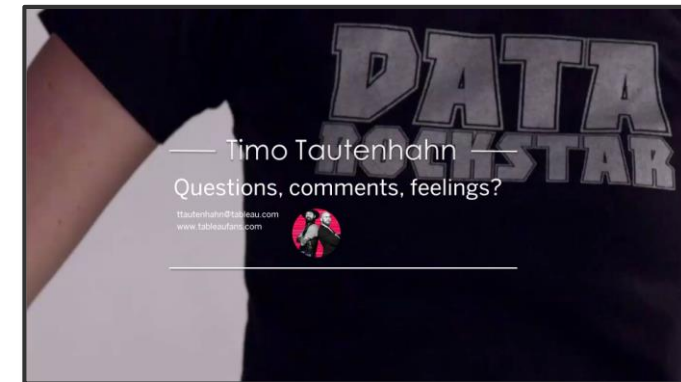 DATA
ROCKSTAR
Timo Tautenhahn
Questions, comments, feelings?
ttautenhahn@tableau.com
www.tableaufans.com